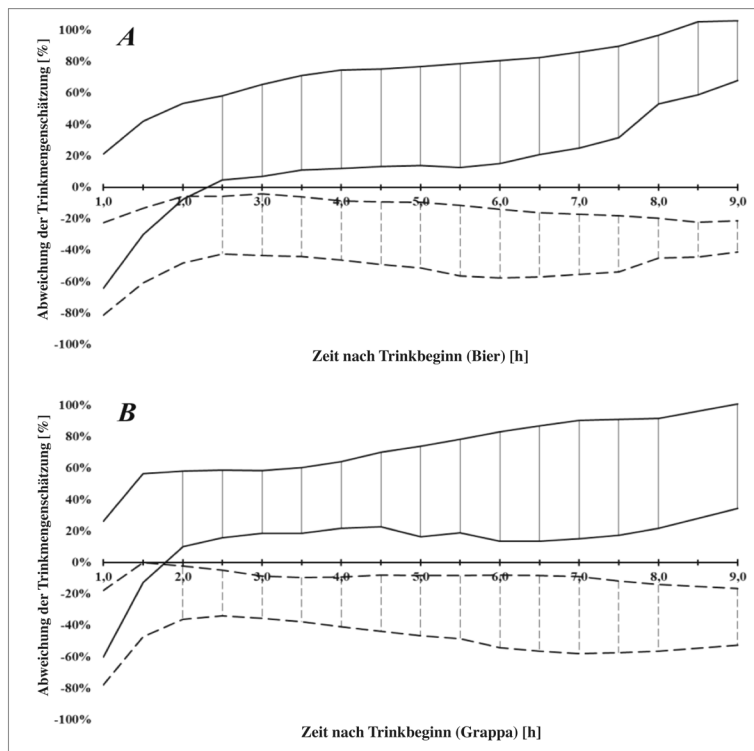 A
100%
80%
60%
40%
20%
0%
-20%
-40%
-60%
-80%
-100%
Abweichung der Trinkmengenschätzung [%]
1,0 2,0 3,0 4,0 5,0 6,0 7,0 8,0 9,0
Zeit nach Trinkbeginn (Bier) [h]
B
100%
80%
60%
40%
20%
0%
-20%
-40%
-60%
-80%
-100%
Abweichung der Trinkmengenschätzung [%]
1,0 2,0 3,0 4,0 5,0 6,0 7,0 8,0 9,0
Zeit nach Trinkbeginn (Grappa) [h]